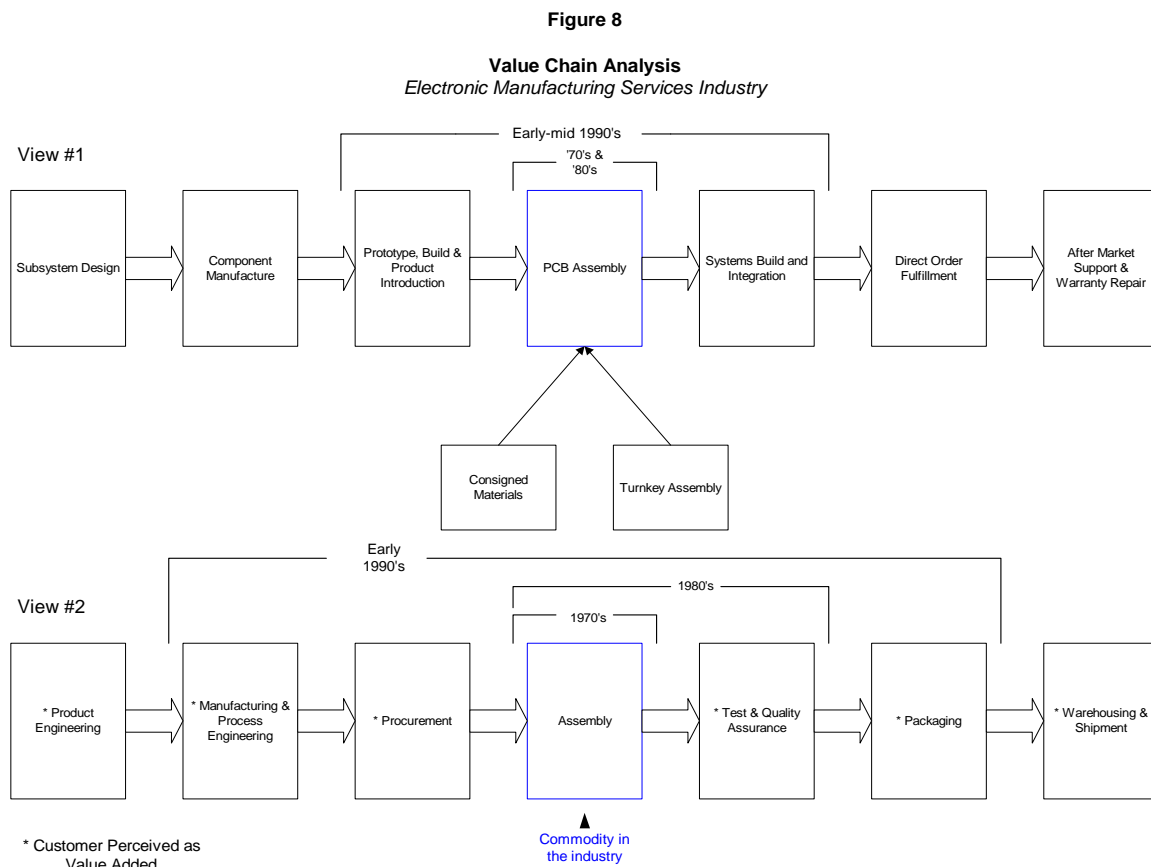 Figure 8
Value Chain Analysis
Electronic Manufacturing Services Industry
Early-mid 1990's
View #1
'70's &
'80's
Subsystem Design
Component
Manufacture
Prototype, Build &
Product
Introduction
PCB Assembly
Systems Build and
Integration
Direct Order
Fulfillment
After Market
Support &
Warranty Repair
Consigned
Materials
Turnkey Assembly
Early
1990's
View #2
1980's
1970's
* Product
Engineering
* Manufacturing &
Process
Engineering
* Procurement
Assembly
* Test & Quality
Assurance
* Packaging
* Warehousing &
Shipment
* Customer Perceived as
Value Added
Commodity in
the industry